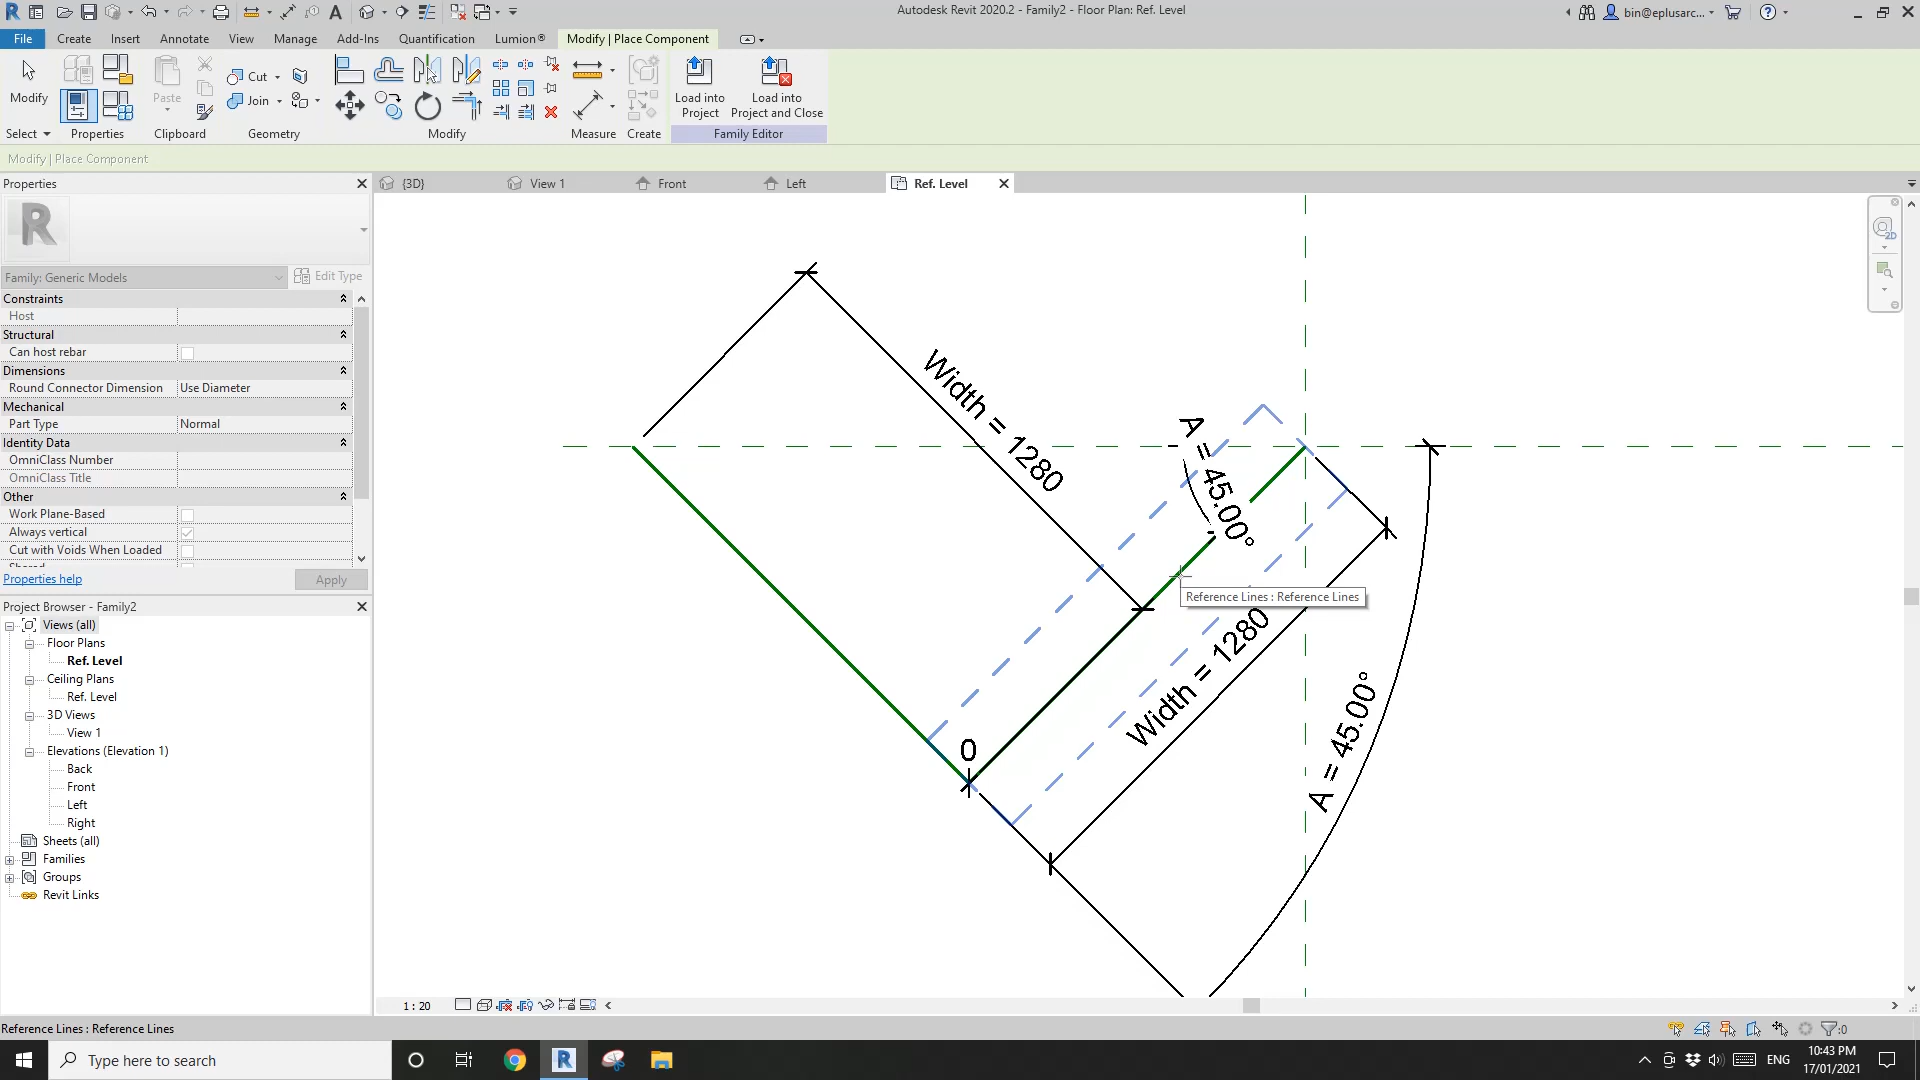 Autodesk Revit 2020.2 - Family2 - Floor Plan: Ref. Level
bin@eplusarc...
File Create Insert Annotate View Manage Add-Ins Quantification Lumion® Modify | Place Component
Modify
Paste
Cut
Join
Load into Project
Load into Project and Close
Select Properties Clipboard Geometry Modify Measure Create Family Editor
Modify | Place Component
Properties
{3D} View 1 Front Left Ref. Level
R
Family: Generic Models
Edit Type
Constraints
Host
Structural
Can host rebar
Dimensions
Round Connector Dimension Use Diameter
Mechanical
Part Type Normal
Identity Data
OmniClass Number
OmniClass Title
Other
Work Plane-Based
Always vertical
Cut with Voids When Loaded
Shared
Properties help
Apply
Project Browser - Family2
Views (all)
Floor Plans
Ref. Level
Ceiling Plans
Ref. Level
3D Views
View 1
Elevations (Elevation 1)
Back
Front
Left
Right
Sheets (all)
Families
Groups
Revit Links
2D
Width = 1280
A = 45.00°
Reference Lines : Reference Lines
Width = 1280
A = 45.00°
0
1 : 20
Reference Lines : Reference Lines
:0
Type here to search
ENG
10:43 PM
17/01/2021